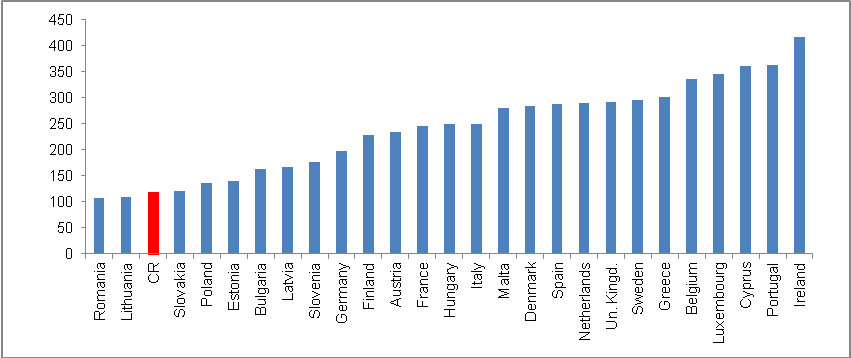 450
400
350
300
250
200
150
100
50
0
Romania
Lithuania
CR
Slovakia
Poland
Estonia
Bulgaria
Latvia
Slovenia
Germany
Finland
Austria
France
Hungary
Italy
Malta
Denmark
Spain
Netherlands
Un. Kingd.
Sweden
Greece
Belgium
Luxembourg
Cyprus
Portugal
Ireland